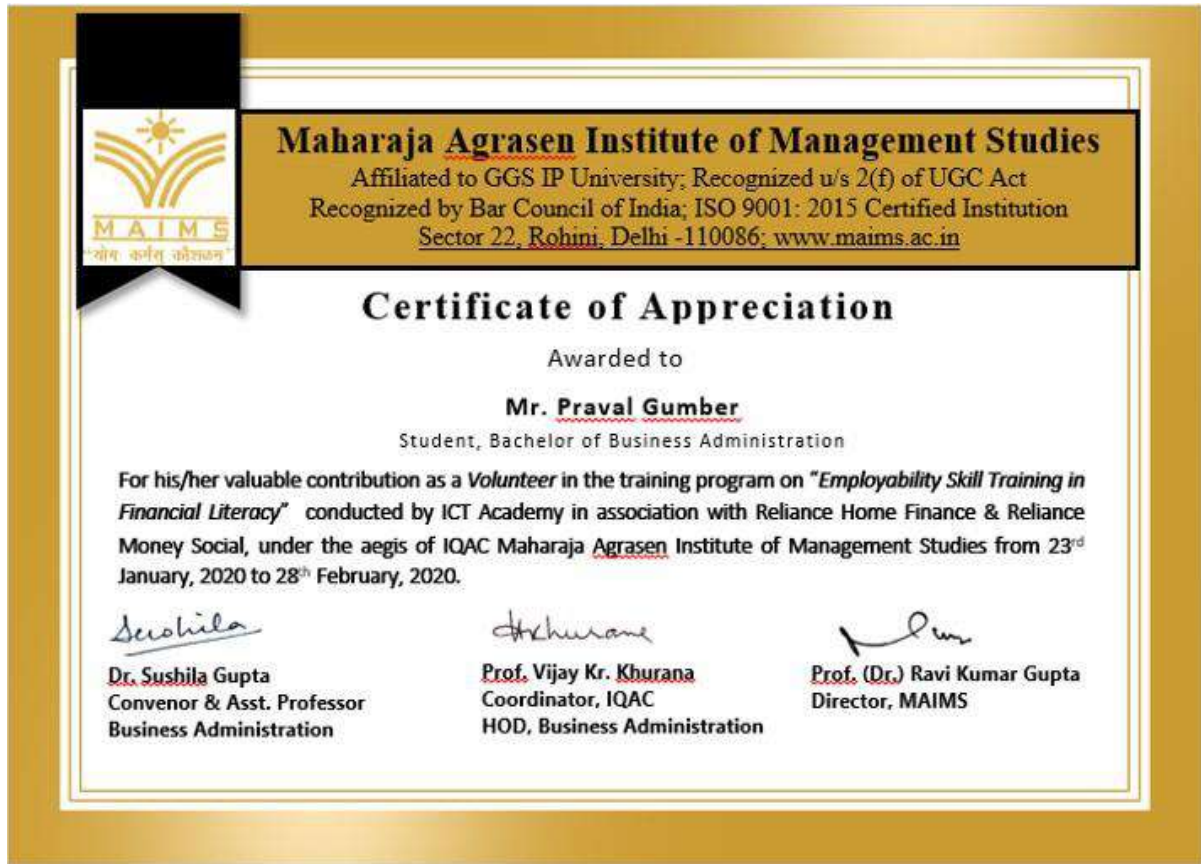 MAIMS
"योगः कर्मसु कौशलम्"
Maharaja Agrasen Institute of Management Studies
Affiliated to GGS IP University; Recognized u/s 2(f) of UGC Act
Recognized by Bar Council of India; ISO 9001: 2015 Certified Institution
Sector 22, Rohini, Delhi -110086; www.maims.ac.in
Certificate of Appreciation
Awarded to
Mr. Praval Gumber
Student, Bachelor of Business Administration
For his/her valuable contribution as a Volunteer in the training program on "Employability Skill Training in
Financial Literacy" conducted by ICT Academy in association with Reliance Home Finance & Reliance
Money Social, under the aegis of IQAC Maharaja Agrasen Institute of Management Studies from 23rd
January, 2020 to 28th February, 2020.
Dr. Sushila Gupta
Convenor & Asst. Professor
Business Administration
Prof. Vijay Kr. Khurana
Coordinator, IQAC
HOD, Business Administration
Prof. (Dr.) Ravi Kumar Gupta
Director, MAIMS